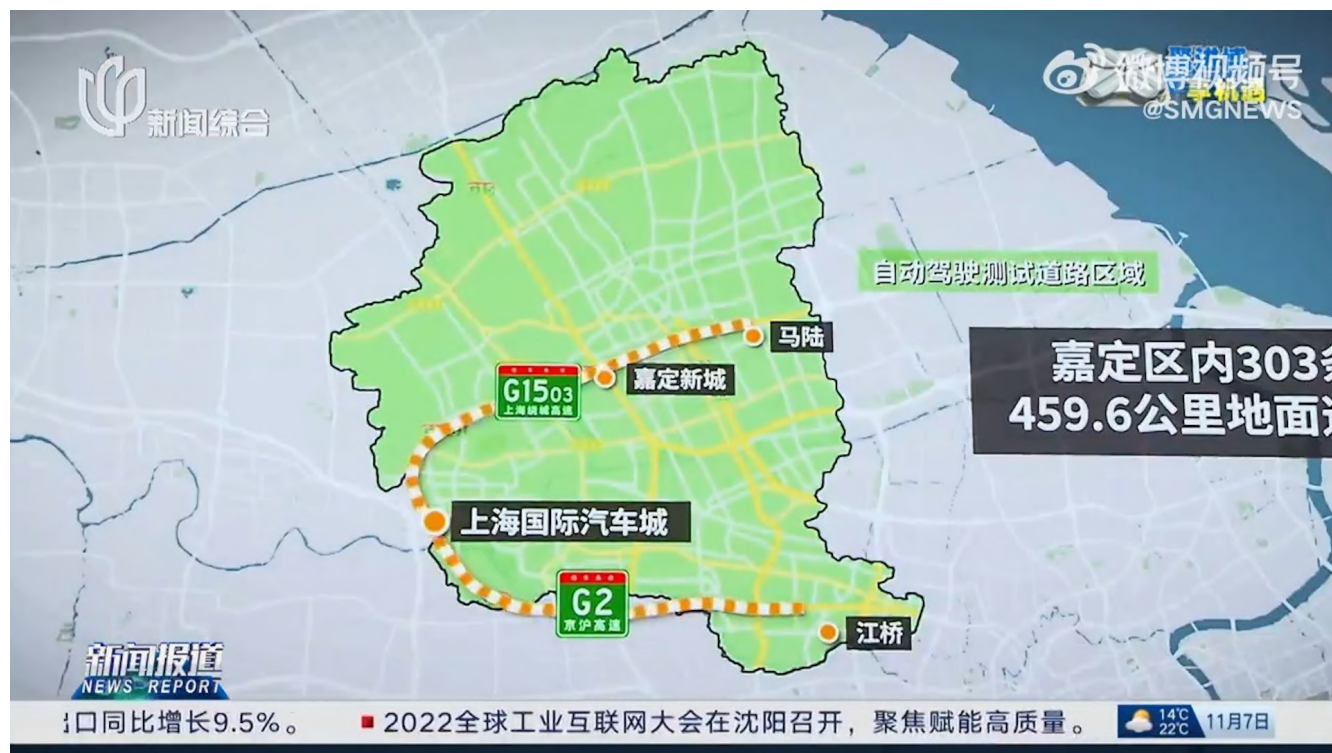 新闻综合
微博视频号
@SMGNEWS
自动驾驶测试道路区域
马陆
嘉定区内303条
459.6公里地面
嘉定新城
G1503
上海绕城高速
上海国际汽车城
G2
京沪高速
江桥
新闻报道
NEWS REPORT
口同比增长9.5%。
2022全球工业互联网大会在沈阳召开，聚焦赋能高质量。
14℃
22℃
11月7日